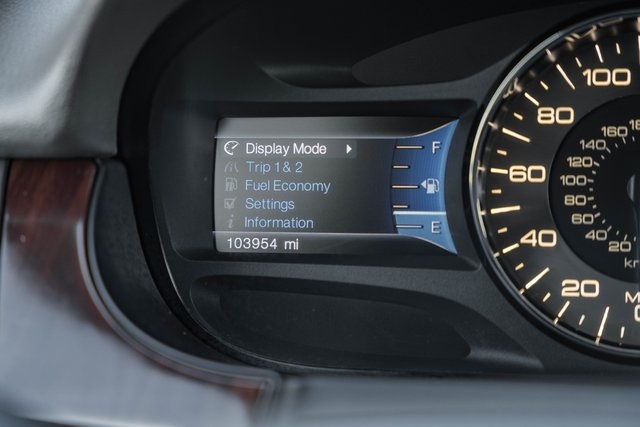 Display Mode
Trip 1 & 2
Fuel Economy
Settings
Information
103954 mi
F
E
100
80
60
40
20
140
120
100
80
60
40
20